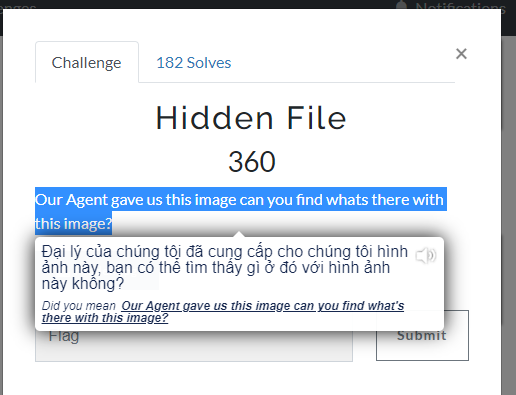 Notifications
Challenge
182 Solves
×
Hidden File
360
Our Agent gave us this image can you find whats there with
this image?
Đại lý của chúng tôi đã cung cấp cho chúng tôi hình
ảnh này, bạn có thể tìm thấy gì ở đó với hình ảnh
này không?
Did you mean Our Agent gave us this image can you find what's
there with this image?
Flag
Submit